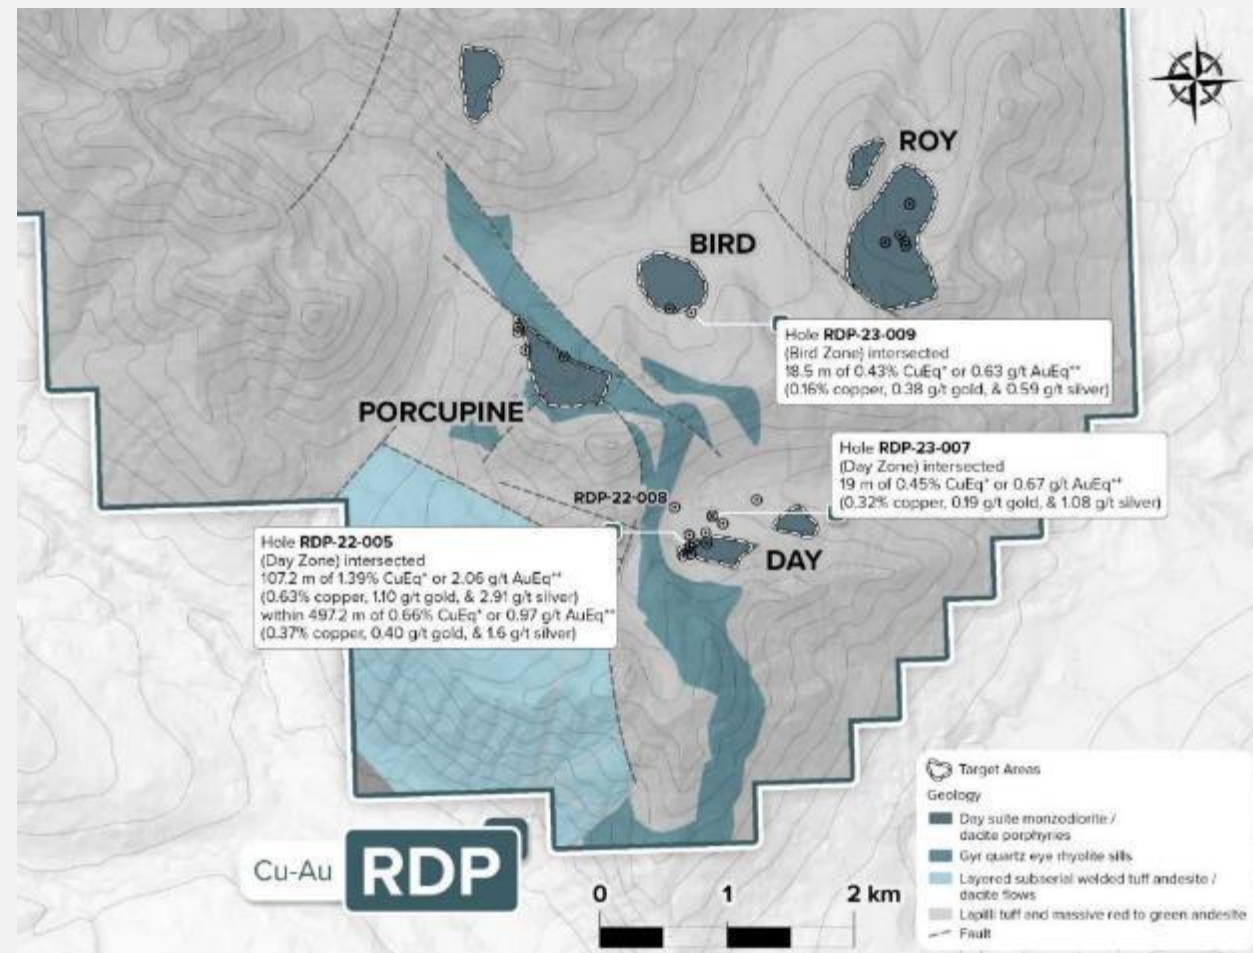 ROY
BIRD
Hole RDP-23-009
(Bird Zone) intersected
18.5 m of 0.43% CuEq* or 0.63 g/t AuEq**
(0.16% copper, 0.38 g/t gold, & 0.59 g/t silver)
PORCUPINE
Hole RDP-23-007
(Day Zone) intersected
19 m of 0.45% CuEq* or 0.67 g/t AuEq**
(0.32% copper, 0.19 g/t gold, & 1.08 g/t silver)
RDP-22-008
DAY
Hole RDP-22-005
(Day Zone) intersected
107.2 m of 1.39% CuEq* or 2.06 g/t AuEq**
(0.63% copper, 1.10 g/t gold, & 2.91 g/t silver)
within 497.2 m of 0.66% CuEq* or 0.97 g/t AuEq**
(0.37% copper, 0.40 g/t gold, & 1.6 g/t silver)
Target Areas
Geology
Day suite monzodiorite /
dacite porphyries
Gyr quartz eye rhyolite sills
Layered subaerial welded tuff andesite /
dacite flows
Lapilli tuff and massive red to green andesite
Fault
Cu-Au RDP
0 1 2 km